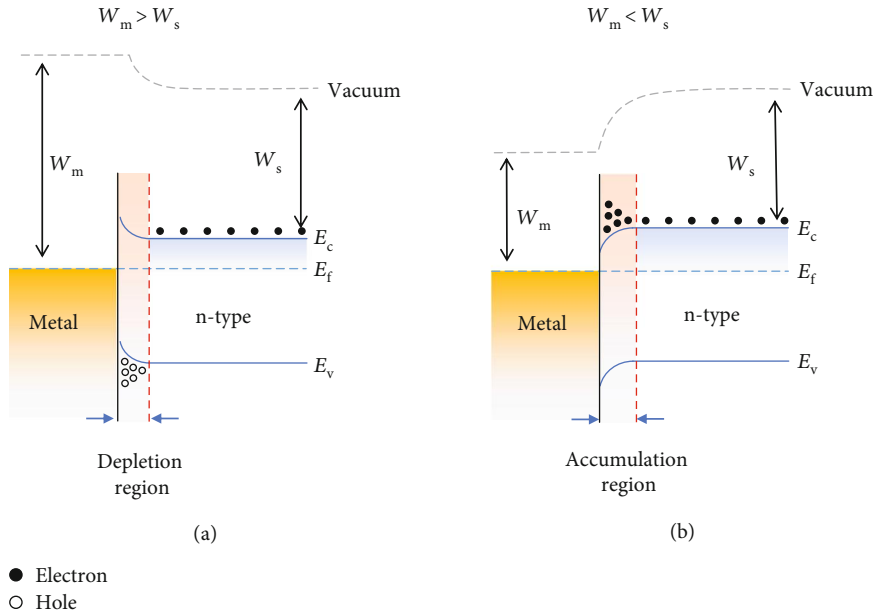 W_m > W_s
Vacuum
W_m
W_s
E_c
E_f
Metal
n-type
E_v
Depletion
region
(a)
W_m < W_s
Vacuum
W_s
W_m
E_c
E_f
Metal
n-type
E_v
Accumulation
region
(b)
Electron
Hole